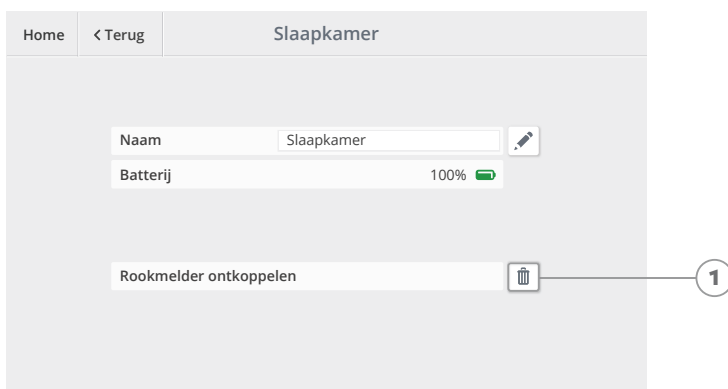 Home < Terug Slaapkamer
Naam Slaapkamer
Batterij 100%
Rookmelder ontkoppelen
1